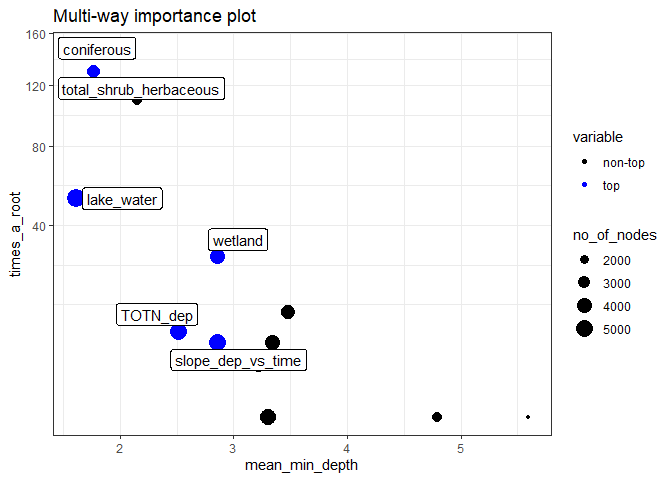 Multi-way importance plot
160
120
80
40
times_a_root
coniferous
total_shrub_herbaceous
lake_water
wetland
TOTN_dep
slope_dep_vs_time
2
3
4
5
mean_min_depth
variable
non-top
top
no_of_nodes
2000
3000
4000
5000